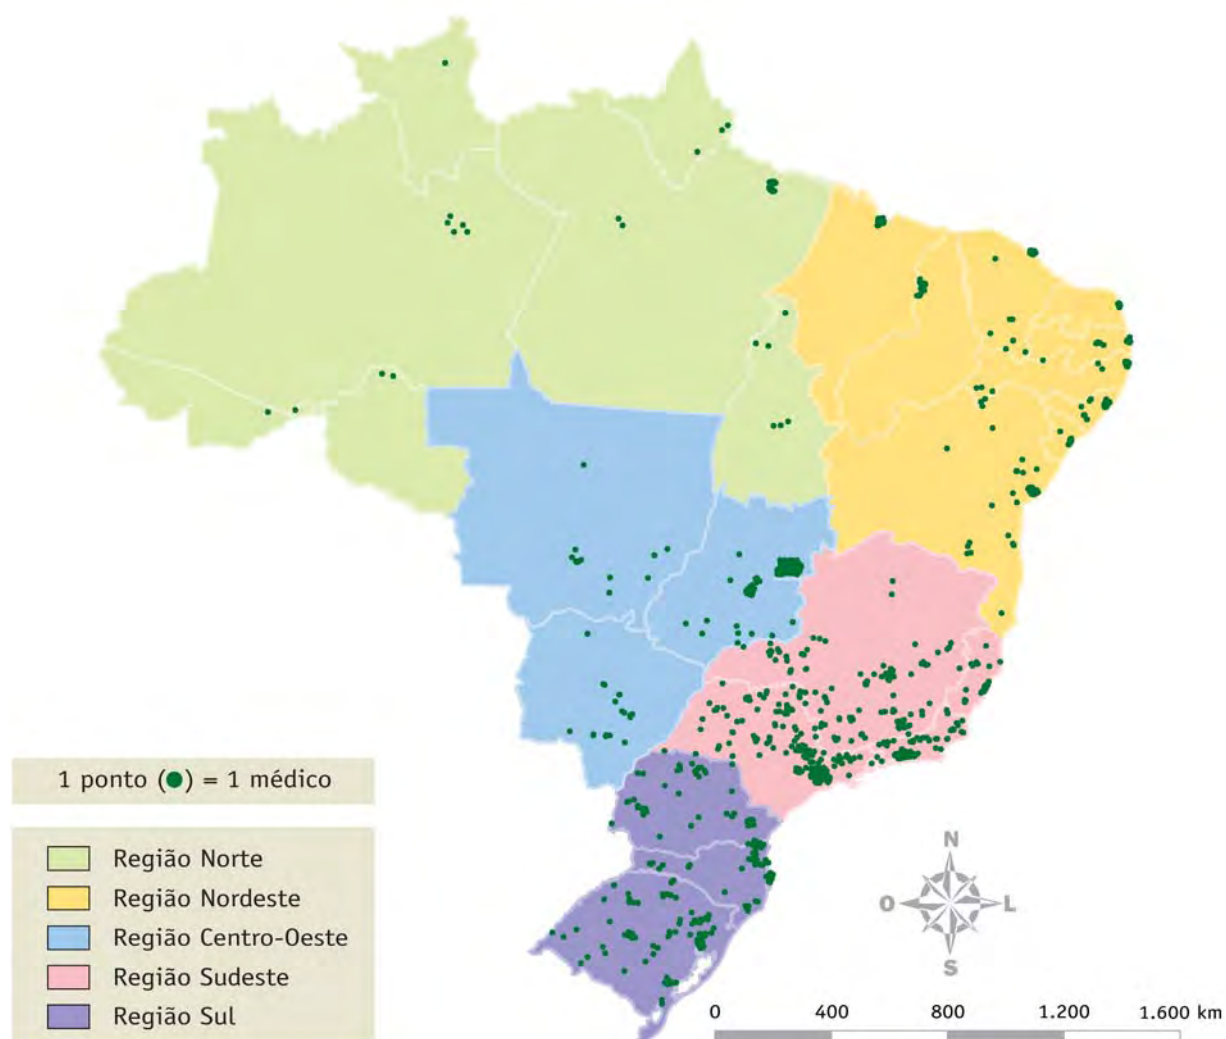 1 ponto (●) = 1 médico
Região Norte
Região Nordeste
Região Centro-Oeste
Região Sudeste
Região Sul
N
O
L
S
0 400 800 1.200 1.600 km